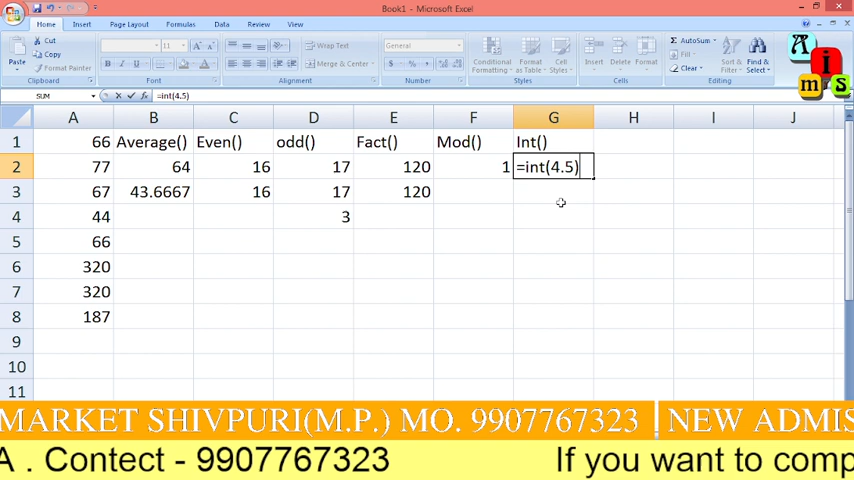 Book1 - Microsoft Excel
Home Insert Page Layout Formulas Data Review View
Cut
Copy
Format Painter
Paste
Clipboard
11
B I U
Font
Wrap Text
Merge & Center
Alignment
General
$ % ,
Number
Conditional Formatting
Format as Table
Cell Styles
Styles
Insert Delete Format
Cells
AutoSum
Fill
Clear
Sort & Filter
Find & Select
Editing
A i m s
SUM fx =int(4.5)
A B C D E F G H I J
1 66 Average() Even() odd() Fact() Mod() Int()
2 77 64 16 17 120 1 =int(4.5)
3 67 43.6667 16 17 120
4 44 3
5 66
6 320
7 320
8 187
9
10
11
MARKET SHIVPURI(M.P.) MO. 9907767323 NEW ADMIS
A . Contect - 9907767323 If you want to comp